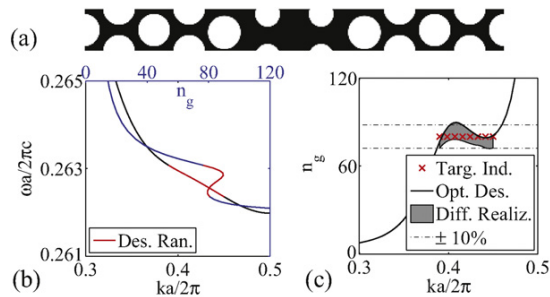 (a)
0 40 80 120
n_g
0.265
0.263
0.261
ωa/2πc
Des. Ran.
0.3 0.4 0.5
ka/2π
(b)
120
60
0
n_g
Targ. Ind.
Opt. Des.
Diff. Realiz.
± 10%
0.3 0.4 0.5
ka/2π
(c)